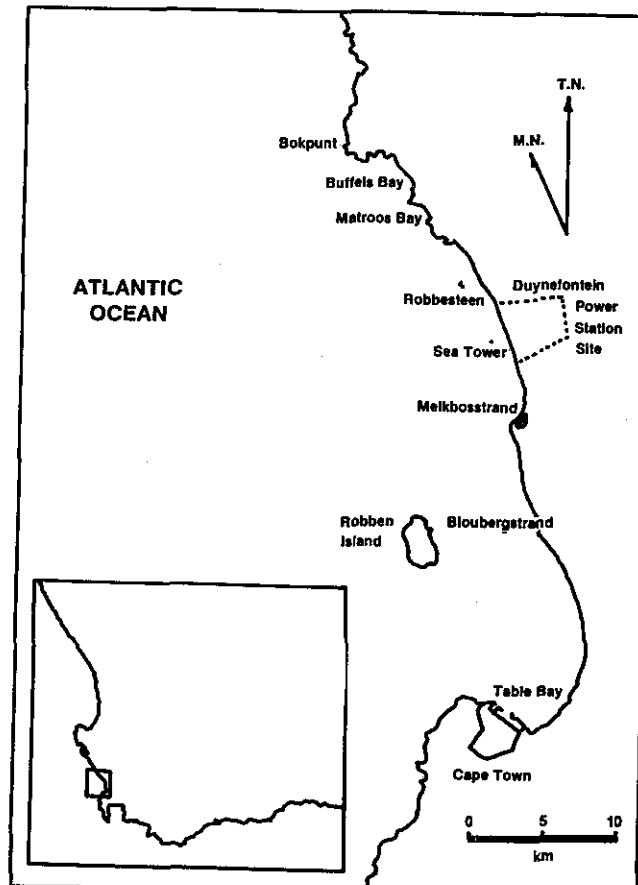 T.N.
M.N.
Bokpunt
Buffels Bay
Matroos Bay
ATLANTIC
OCEAN
Duynefontein
Robbesteen
Power
Station
Sea Tower
Site
Melkbosstrand
Robben
Island
Bloubergstrand
Table Bay
Cape Town
0 5 10
km